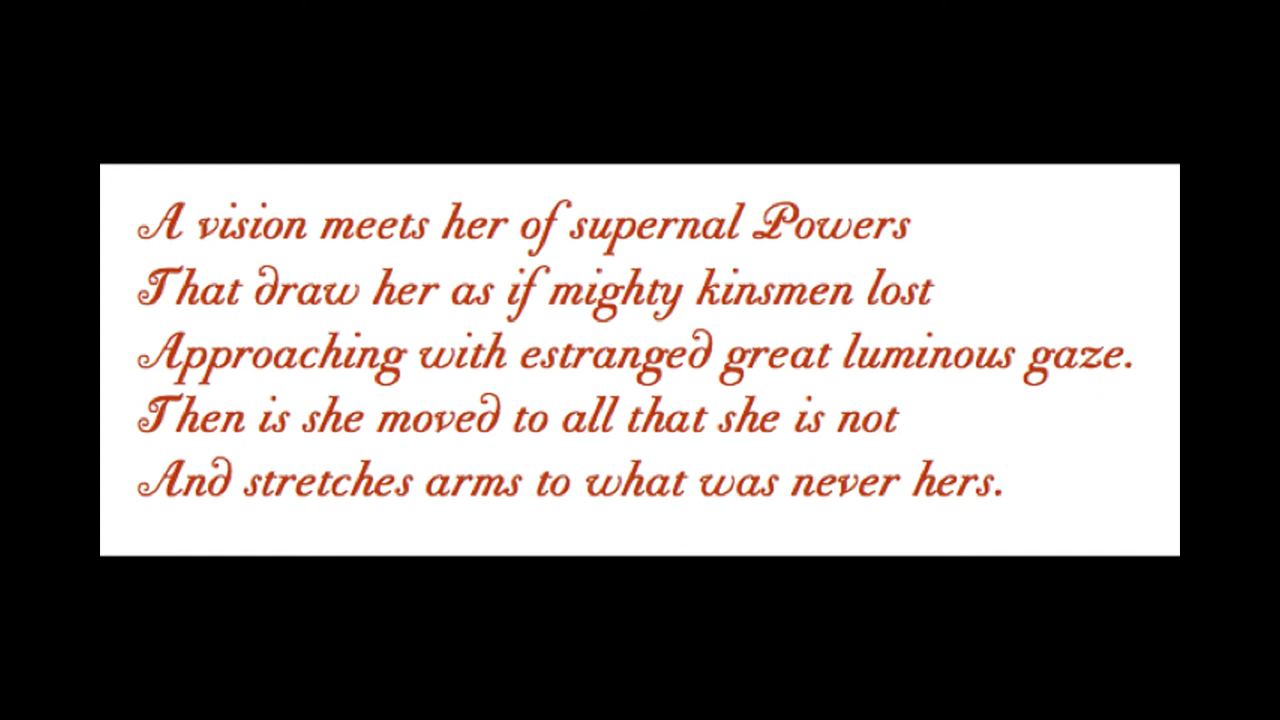 A vision meets her of supernal Powers
That draw her as if mighty kinsmen lost
Approaching with estranged great luminous gaze.
Then is she moved to all that she is not
And stretches arms to what was never hers.